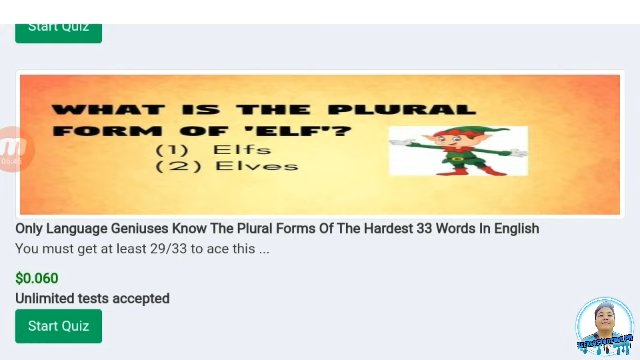 Start Quiz
WHAT IS THE PLURAL
FORM OF 'ELF'?
(1) Elfs
(2) Elves
Only Language Geniuses Know The Plural Forms Of The Hardest 33 Words In English
You must get at least 29/33 to ace this ...
$0.060
Unlimited tests accepted
Start Quiz